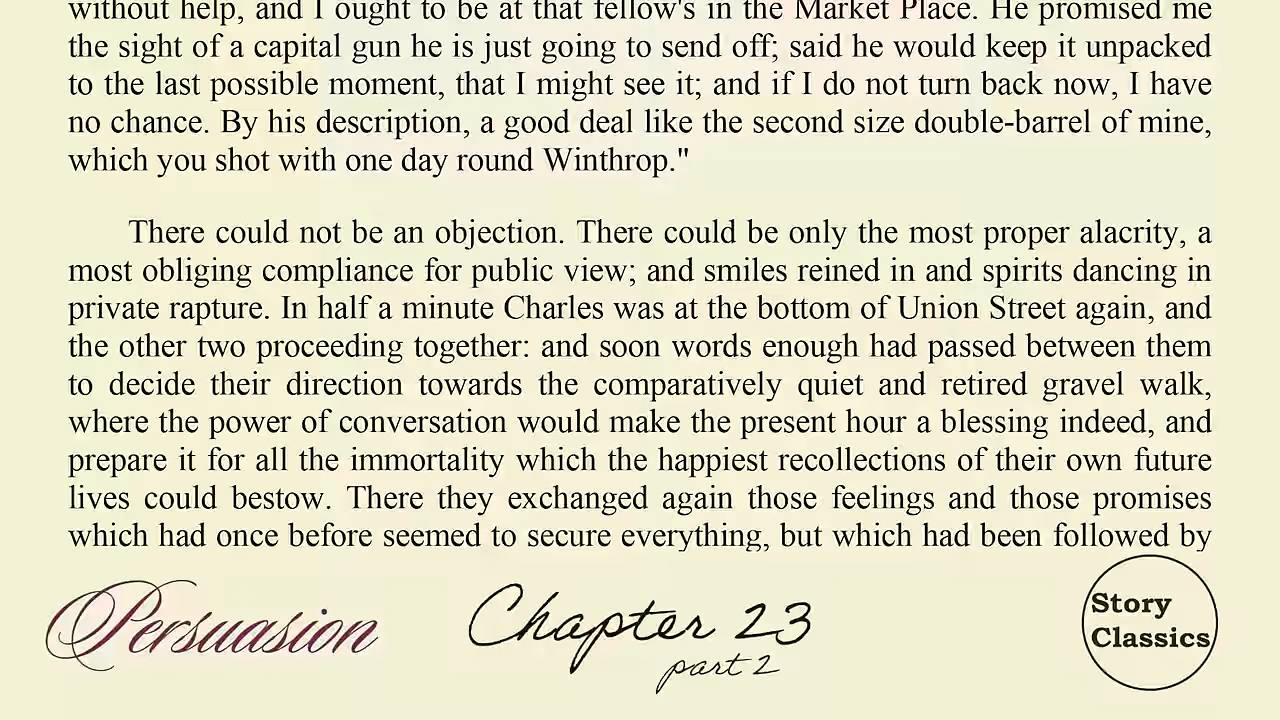 without help, and I ought to be at that fellow's in the Market Place. He promised me
the sight of a capital gun he is just going to send off; said he would keep it unpacked
to the last possible moment, that I might see it; and if I do not turn back now, I have
no chance. By his description, a good deal like the second size double-barrel of mine,
which you shot with one day round Winthrop."
There could not be an objection. There could be only the most proper alacrity, a
most obliging compliance for public view; and smiles reined in and spirits dancing in
private rapture. In half a minute Charles was at the bottom of Union Street again, and
the other two proceeding together: and soon words enough had passed between them
to decide their direction towards the comparatively quiet and retired gravel walk,
where the power of conversation would make the present hour a blessing indeed, and
prepare it for all the immortality which the happiest recollections of their own future
lives could bestow. There they exchanged again those feelings and those promises
which had once before seemed to secure everything, but which had been followed by
Persuasion
Chapter 23
part 2
Story
Classics